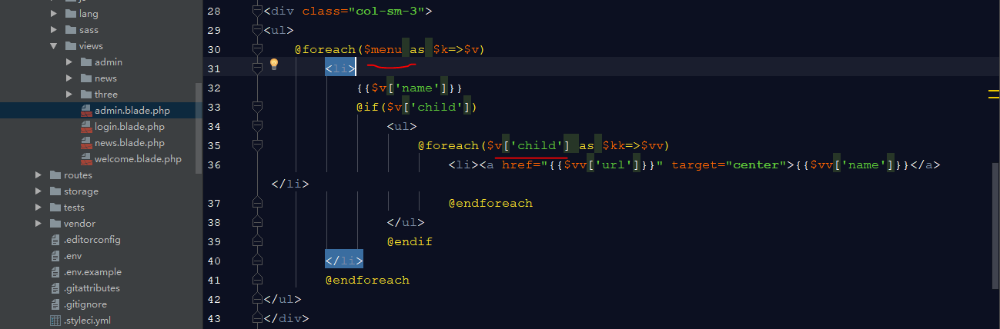 js
lang
sass
views
admin
news
three
admin.blade.php
login.blade.php
news.blade.php
welcome.blade.php
routes
storage
tests
vendor
.editorconfig
.env
.env.example
.gitattributes
.gitignore
.styleci.yml
28 <div class="col-sm-3">
29 <ul>
30 @foreach($menu as $k=>$v)
31 <li>
32 {{$v['name']}}
33 @if($v['child'])
34 <ul>
35 @foreach($v['child'] as $kk=>$vv)
36 <li><a href="{{$vv['url']}}" target="center">{{$vv['name']}}</a>
</li>
37 @endforeach
38 </ul>
39 @endif
40 </li>
41 @endforeach
42 </ul>
43 </div>